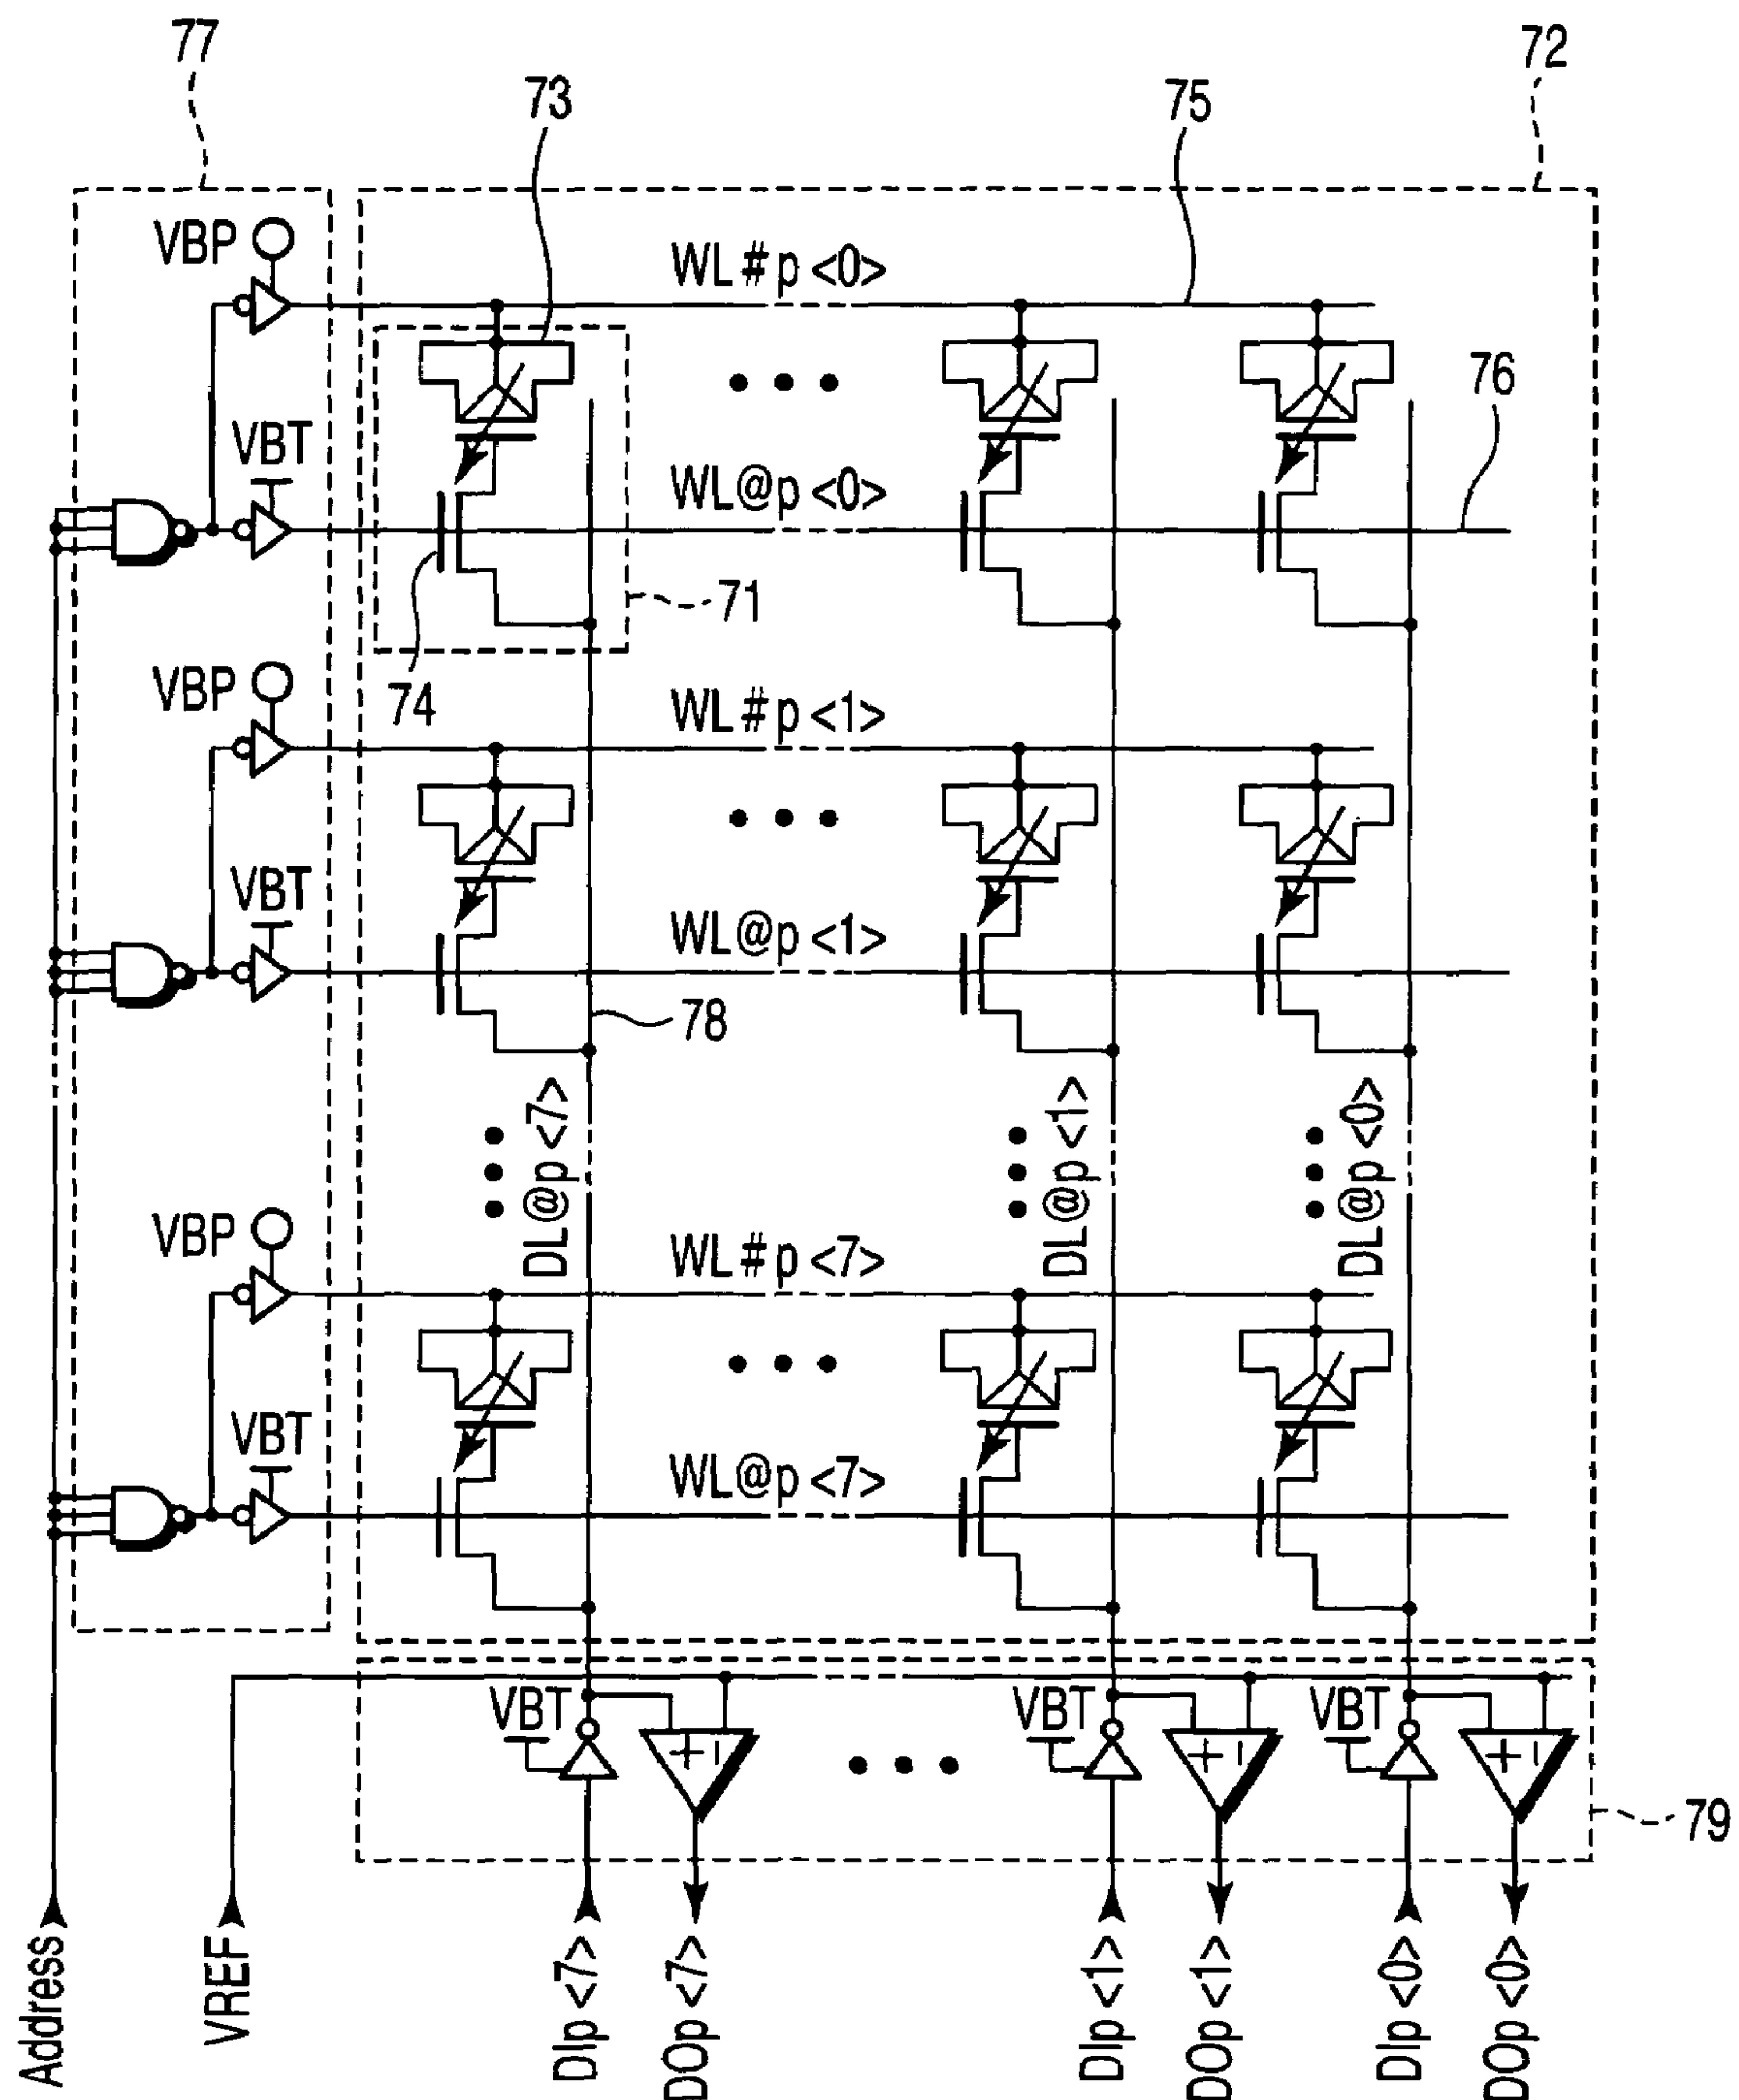 77
72
73
75
VBP
WL#p <0>
76
VBT
WL@p <0>
71
74
VBP
WL#p <1>
VBT
WL@p <1>
78
DL@p <7>
DL@p <1>
DL@p <0>
VBP
WL#p <7>
VBT
WL@p <7>
VBT
VBT
VBT
+ −
+ −
+ −
79
Address
VREF
DIp <7>
DOp <7>
DIp <1>
DOp <1>
DIp <0>
DOp <0>